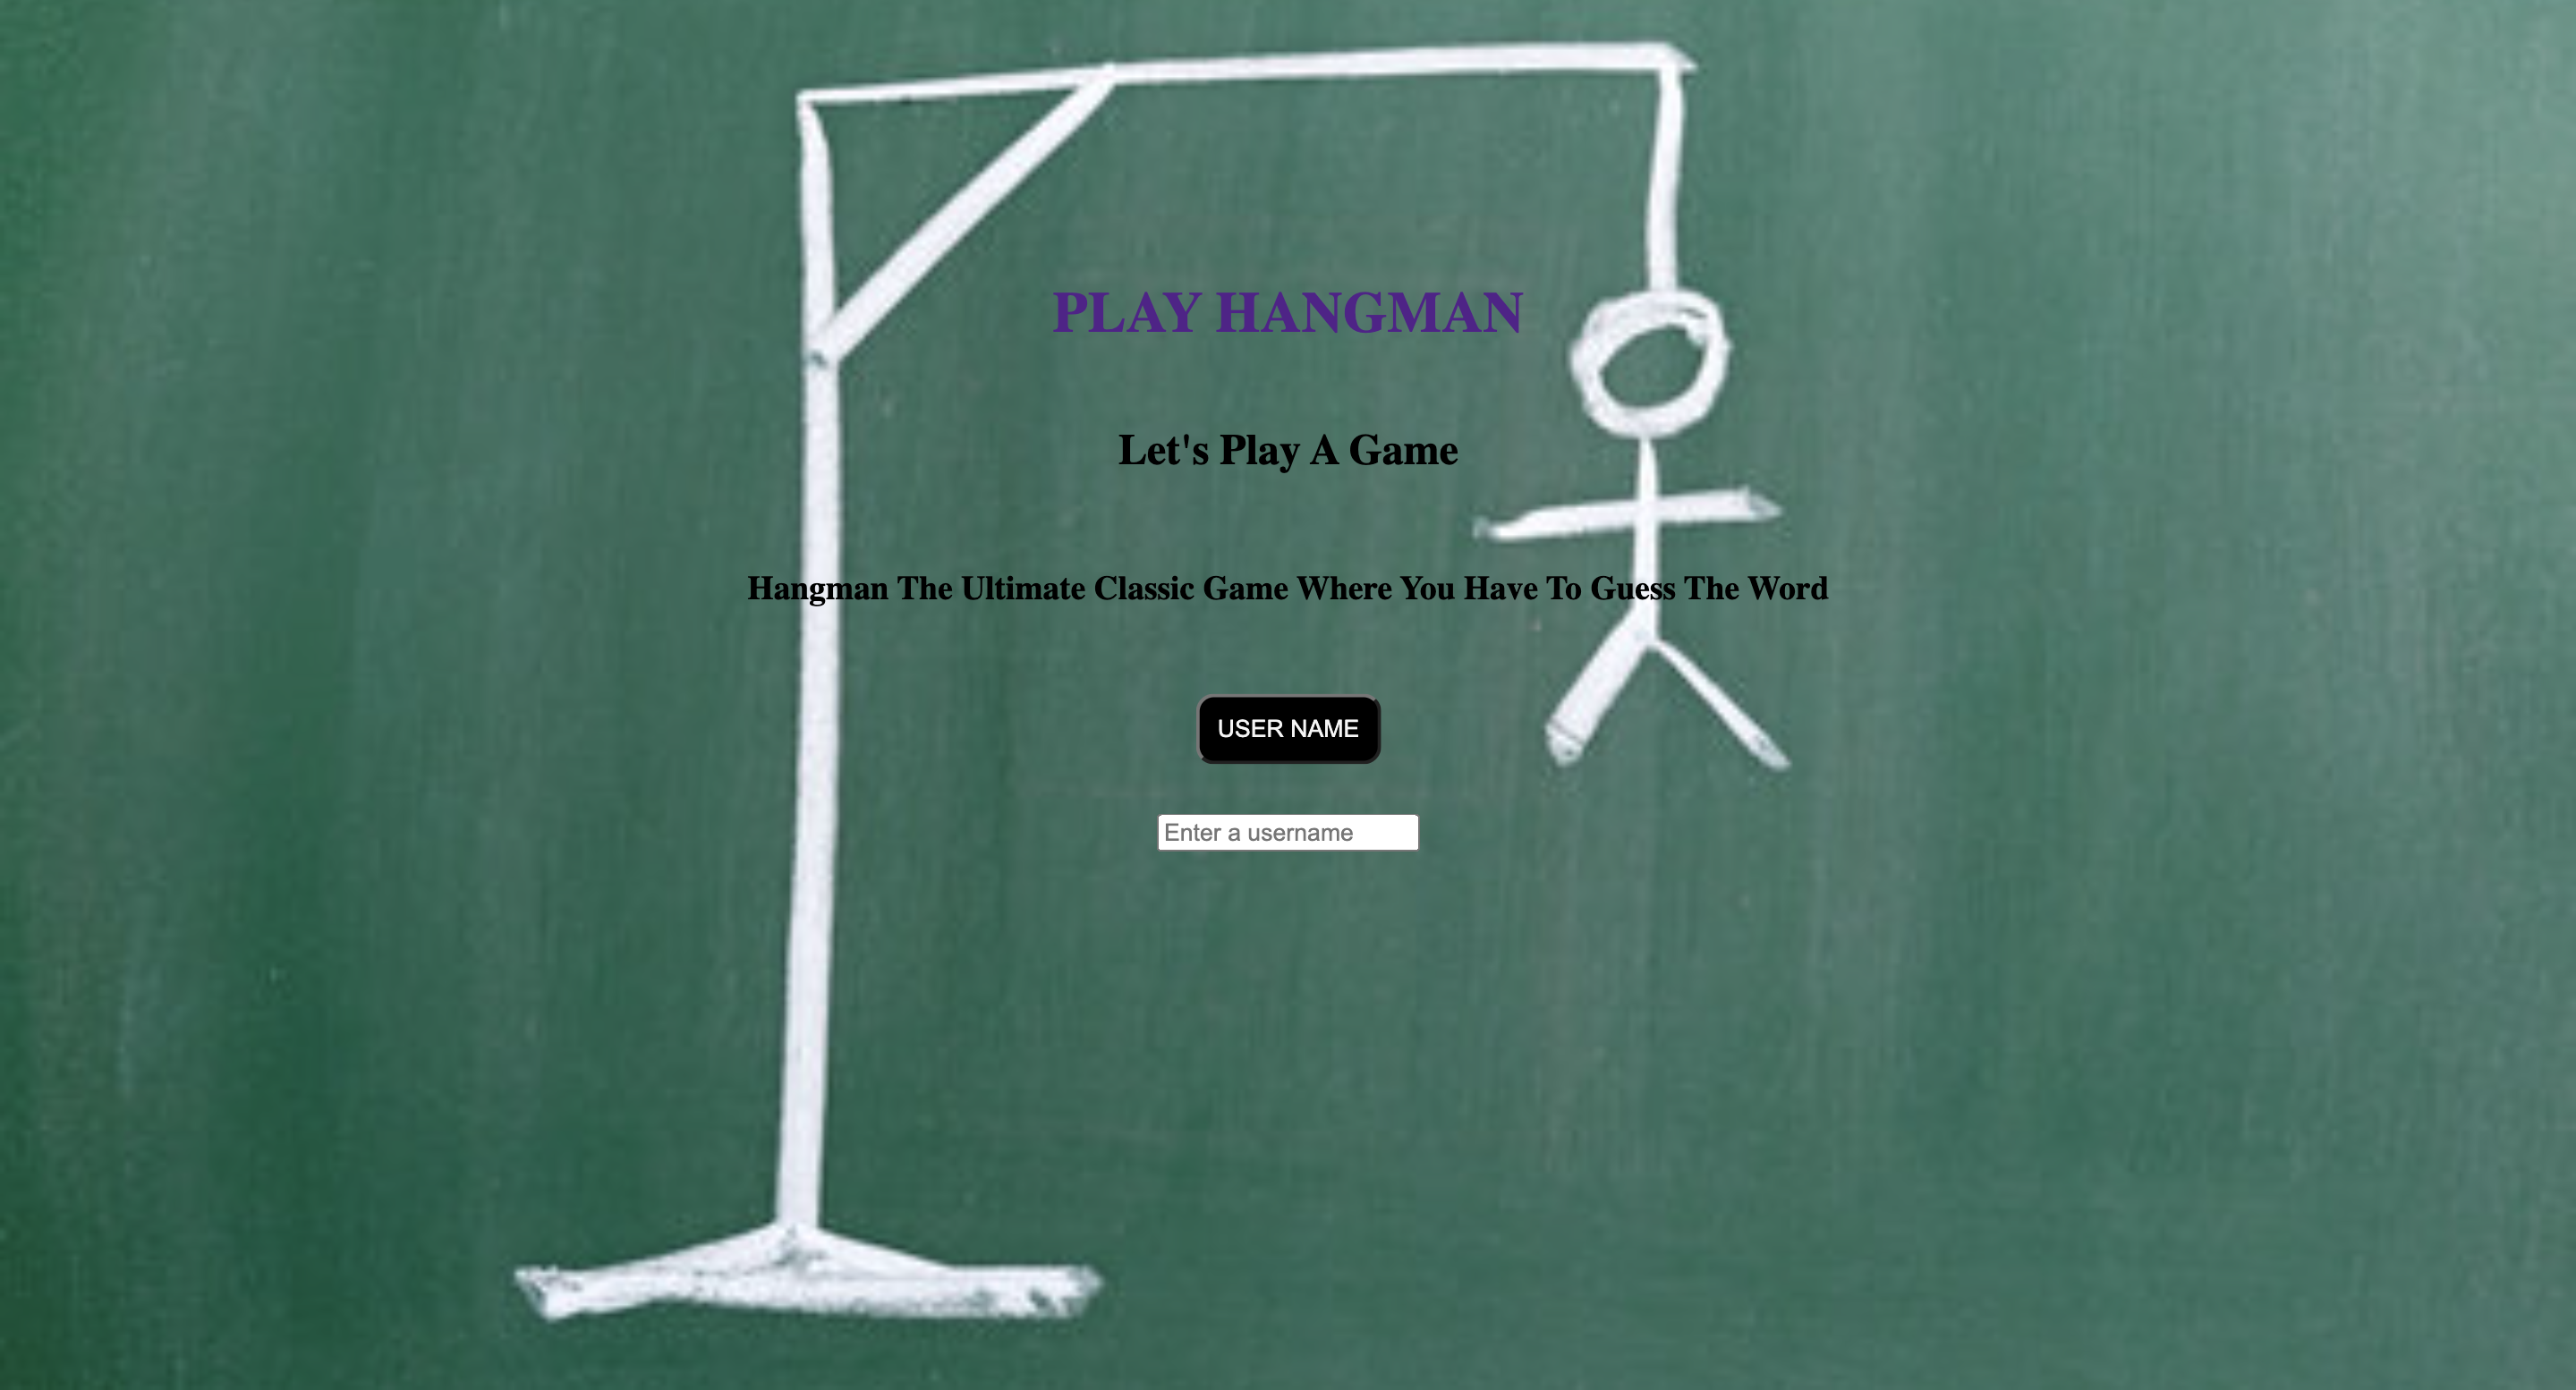 PLAY HANGMAN
Let's Play A Game
Hangman The Ultimate Classic Game Where You Have To Guess The Word
USER NAME
Enter a username